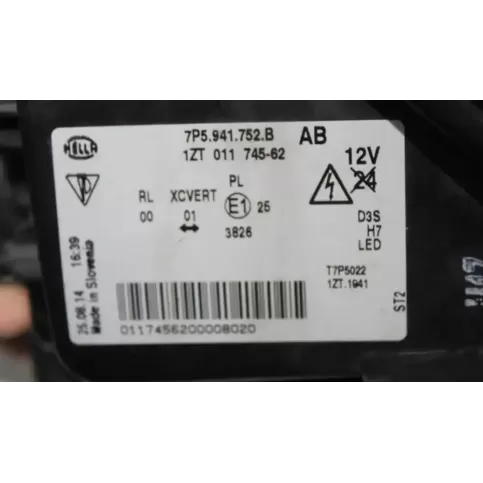 HELLA
7P5.941.752.B AB
1ZT 011 745-62
12V
24
PL
RL XCVERT E1 25
00 01
3826
D3S
H7
LED
T7P5022
1ZT.1941
ST2
25.08.14 16:39
Made in Slovenia
0117456200008020